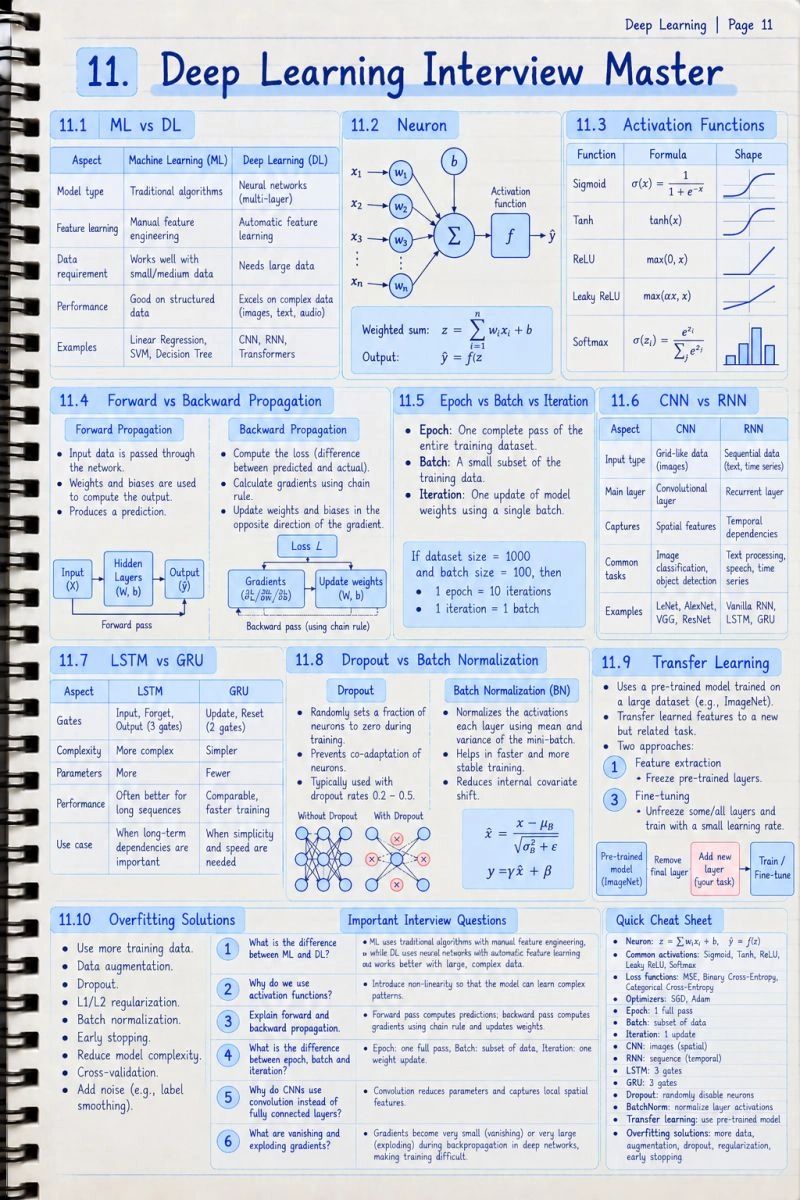 Deep Learning | Page 11
11. Deep Learning Interview Master
11.1 ML vs DL
Aspect Machine Learning (ML) Deep Learning (DL)
Model type Traditional algorithms Neural networks
(multi-layer)
Feature learning Manual feature Automatic feature
engineering learning
Data Works well with Needs large data
requirement small/medium data
Performance Good on structured Excels on complex data
data (images, text, audio)
Examples Linear Regression, CNN, RNN,
SVM, Decision Tree Transformers
11.2 Neuron
x₁ w₁ b
x₂ w₂ Activation
function
x₃ w₃ Σ f ŷ
⋮ ⋮
xₙ wₙ
Weighted sum: z = Σ_{i=1}^{n} wᵢxᵢ + b
Output: ŷ = f(z
11.3 Activation Functions
Function Formula Shape
Sigmoid σ(x) = 1 / (1 + e⁻ˣ)
Tanh tanh(x)
ReLU max(0, x)
Leaky ReLU max(αx, x)
Softmax σ(zᵢ) = e^{zᵢ} / Σⱼ e^{zⱼ}
11.4 Forward vs Backward Propagation
Forward Propagation
• Input data is passed through
the network.
• Weights and biases are used
to compute the output.
• Produces a prediction.
Input
(X)
Hidden
Layers
(W, b)
Output
(ŷ)
Forward pass
Backward Propagation
• Compute the loss (difference
between predicted and actual).
• Calculate gradients using chain
rule.
• Update weights and biases in the
opposite direction of the gradient.
Loss L
Gradients
Update weights
(W, b)
Backward pass (using chain rule)
11.5 Epoch vs Batch vs Iteration
• Epoch: One complete pass of the
entire training dataset.
• Batch: A small subset of the
training data.
• Iteration: One update of model
weights using a single batch.
If dataset size = 1000
and batch size = 100, then
• 1 epoch = 10 iterations
• 1 iteration = 1 batch
11.6 CNN vs RNN
Aspect CNN RNN
Input type Grid-like data Sequential data
(images) (text, time series)
Main layer Convolutional Recurrent layer
layer
Captures Spatial features Temporal
dependencies
Common Image Text processing,
tasks classification, speech, time
object detection series
Examples LeNet, AlexNet, Vanilla RNN,
VGG, ResNet LSTM, GRU
11.7 LSTM vs GRU
Aspect LSTM GRU
Gates Input, Forget, Update, Reset
Output (3 gates) (2 gates)
Complexity More complex Simpler
Parameters More Fewer
Performance Often better for Comparable,
long sequences faster training
Use case When long-term When simplicity
dependencies are and speed are
important needed
11.8 Dropout vs Batch Normalization
Dropout
• Randomly sets a fraction of
neurons to zero during
training.
• Prevents co-adaptation of
neurons.
• Typically used with
dropout rates 0.2 – 0.5.
Without Dropout With Dropout
Batch Normalization (BN)
• Normalizes the activations
each layer using mean and
variance of the mini-batch.
• Helps in faster and more
stable training.
• Reduces internal covariate
shift.
x̂ = (x − μ_B) / √(σ²_B + ε)
y =γx̂ + β
11.9 Transfer Learning
• Uses a pre-trained model trained on
a large dataset (e.g., ImageNet).
• Transfer learned features to a new
but related task.
• Two approaches:
1 Feature extraction
• Freeze pre-trained layers.
3 Fine-tuning
• Unfreeze some/all layers and
train with a small learning rate.
Pre-trained
model
(ImageNet)
Remove
final layer
Add new
layer
(your task)
Train /
Fine-tune
11.10 Overfitting Solutions
• Use more training data.
• Data augmentation.
• Dropout.
• L1/L2 regularization.
• Batch normalization.
• Early stopping.
• Reduce model complexity.
• Cross-validation.
• Add noise (e.g., label
smoothing).
Important Interview Questions
1 What is the difference
between ML and DL?
• ML uses traditional algorithms with manual feature engineering,
while DL uses neural networks with automatic feature learning
works better with large, complex data.
2 Why do we use
activation functions?
• Introduce non-linearity so that the model can learn complex
patterns.
3 Explain forward and
backward propagation.
• Forward pass computes predictions; backward pass computes
gradients using chain rule and updates weights.
4 What is the difference
between epoch, batch and
iteration?
• Epoch: one full pass, Batch: subset of data, Iteration: one
weight update.
5 Why do CNNs use
convolution instead of
fully connected layers?
• Convolution reduces parameters and captures local spatial
features.
6 What are vanishing and
exploding gradients?
• Gradients become very small (vanishing) or very large
(exploding) during backpropagation in deep networks,
making training difficult.
Quick Cheat Sheet
• Neuron: z = Σwᵢxᵢ + b, ŷ = f(z)
• Common activations: Sigmoid, Tanh, ReLU,
Leaky ReLU, Softmax
• Loss functions: MSE, Binary Cross-Entropy,
Categorical Cross-Entropy
• Optimizers: SGD, Adam
• Epoch: 1 full pass
• Batch: subset of data
• Iteration: 1 update
• CNN: images (spatial)
• RNN: sequence (temporal)
• LSTM: 3 gates
• GRU: 3 gates
• Dropout: randomly disable neurons
• BatchNorm: normalize layer activations
• Transfer learning: use pre-trained model
• Overfitting solutions: more data,
augmentation, dropout, regularization,
early stopping